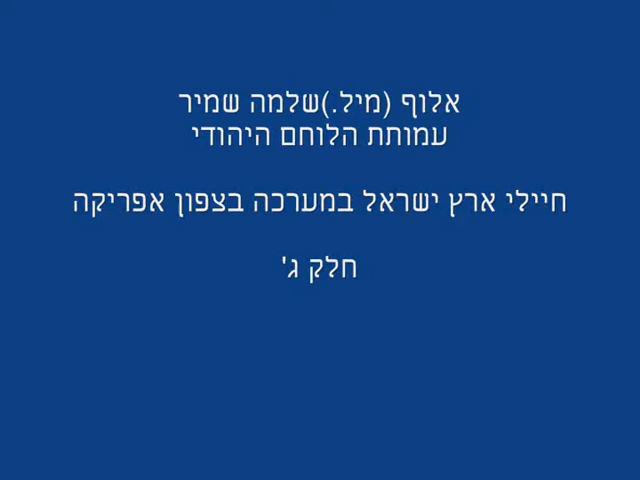 אלוף (מיל.)שלמה שמיר
עמותת הלוחם היהודי
חיילי ארץ ישראל במערכה בצפון אפריקה
חלק ג'